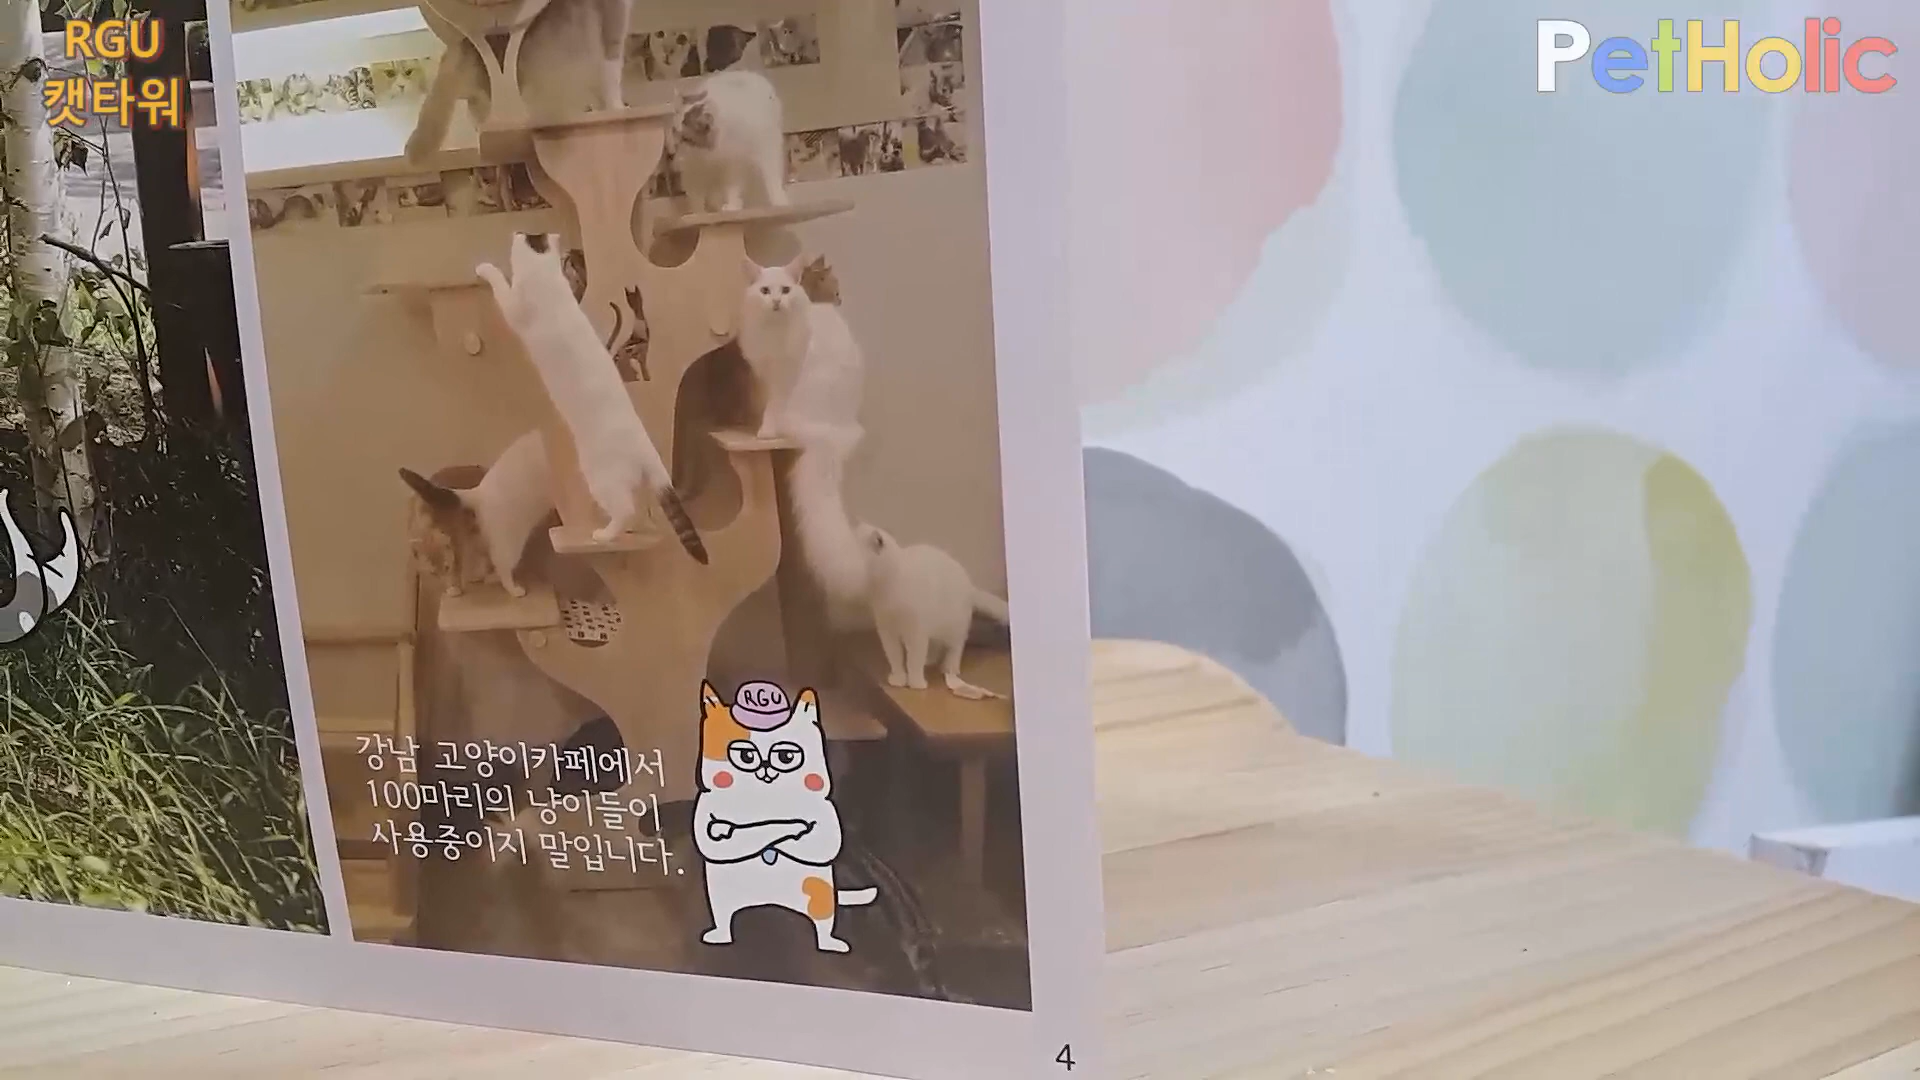 RGU
캣타워
PetHolic
RGU
강남 고양이카페에서
100마리의 냥이들이
사용중이지 말입니다.
4